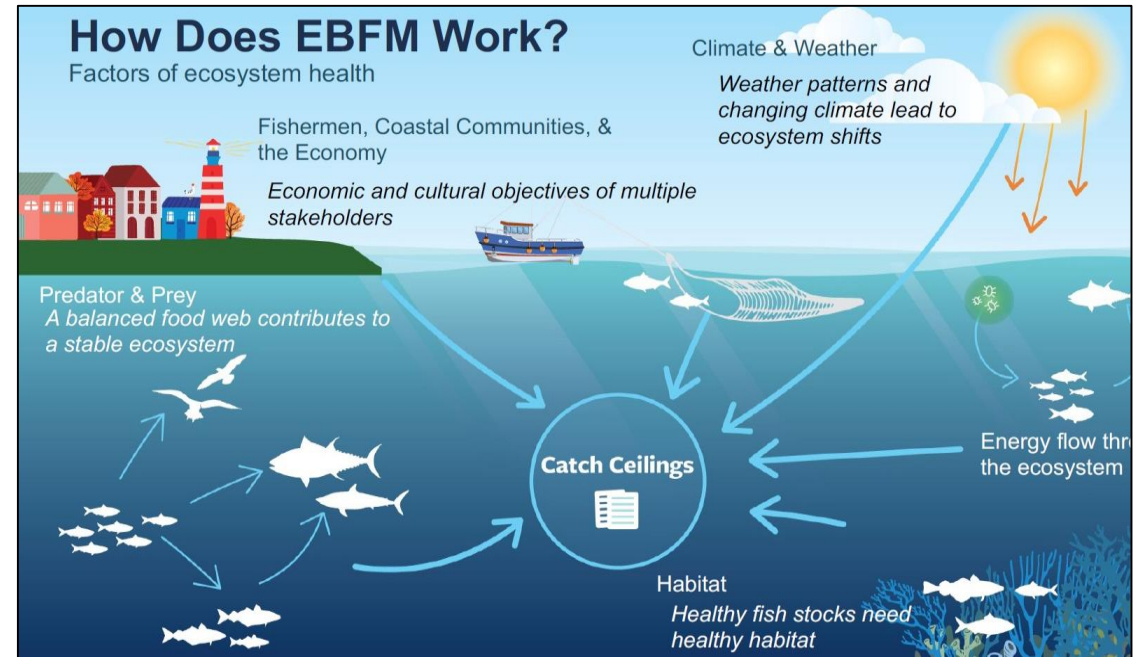 How Does EBFM Work?
Factors of ecosystem health
Climate & Weather
Weather patterns and
changing climate lead to
ecosystem shifts
Fishermen, Coastal Communities, &
the Economy
Economic and cultural objectives of multiple
stakeholders
Predator & Prey
A balanced food web contributes to
a stable ecosystem
Catch Ceilings
Energy flow
the ecosystem
Habitat
Healthy fish stocks need
healthy habitat